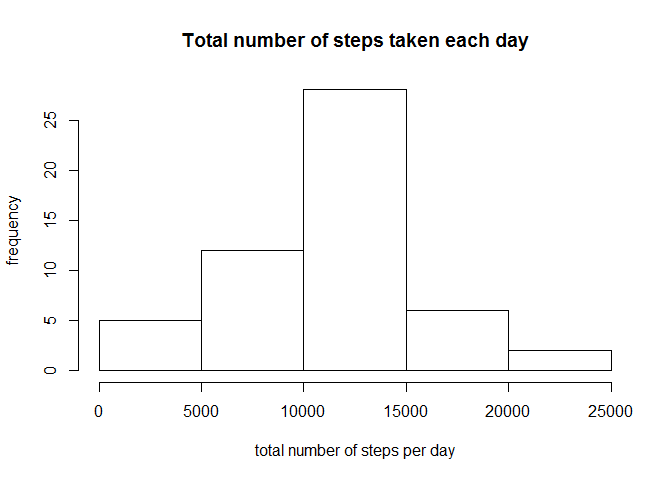 Total number of steps taken each day
frequency
25
20
15
10
5
0
0 5000 10000 15000 20000 25000
total number of steps per day